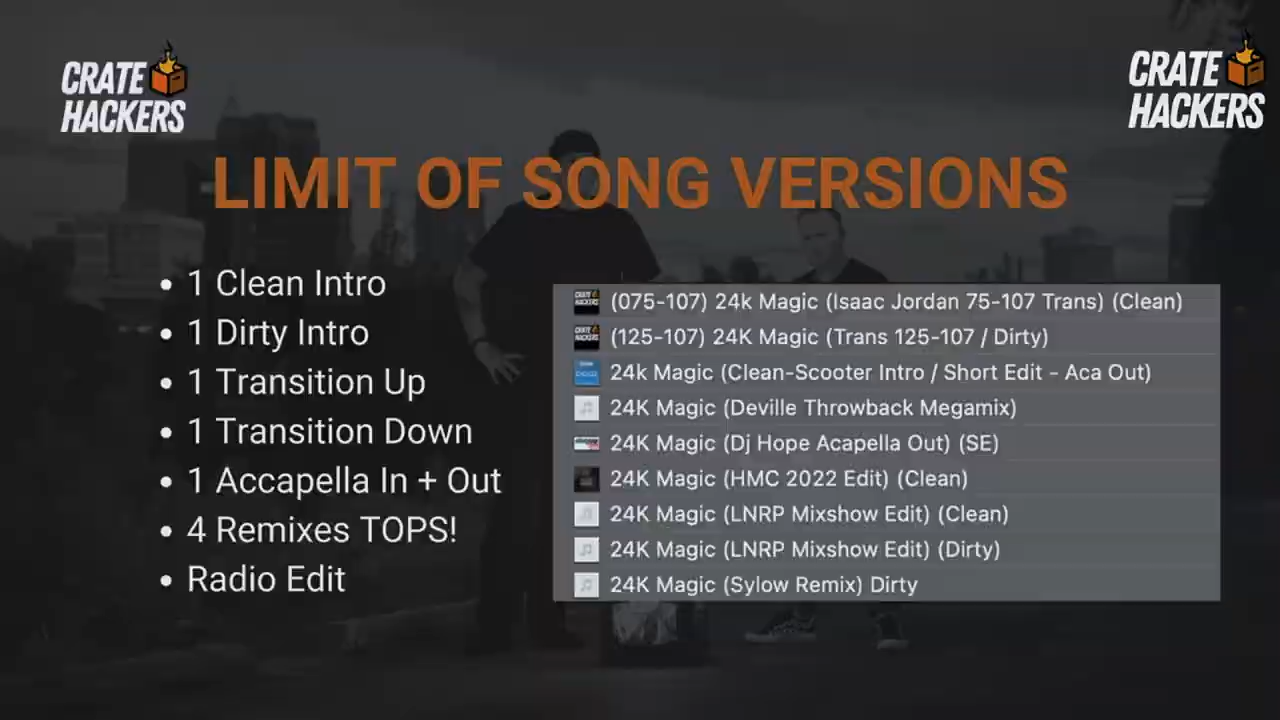 CRATE
HACKERS
CRATE
HACKERS
LIMIT OF SONG VERSIONS
• 1 Clean Intro
• 1 Dirty Intro
• 1 Transition Up
• 1 Transition Down
• 1 Accapella In + Out
• 4 Remixes TOPS!
• Radio Edit
(075-107) 24k Magic (Isaac Jordan 75-107 Trans) (Clean)
(125-107) 24K Magic (Trans 125-107 / Dirty)
24k Magic (Clean-Scooter Intro / Short Edit - Aca Out)
24K Magic (Deville Throwback Megamix)
24K Magic (Dj Hope Acapella Out) (SE)
24K Magic (HMC 2022 Edit) (Clean)
24K Magic (LNRP Mixshow Edit) (Clean)
24K Magic (LNRP Mixshow Edit) (Dirty)
24K Magic (Sylow Remix) Dirty